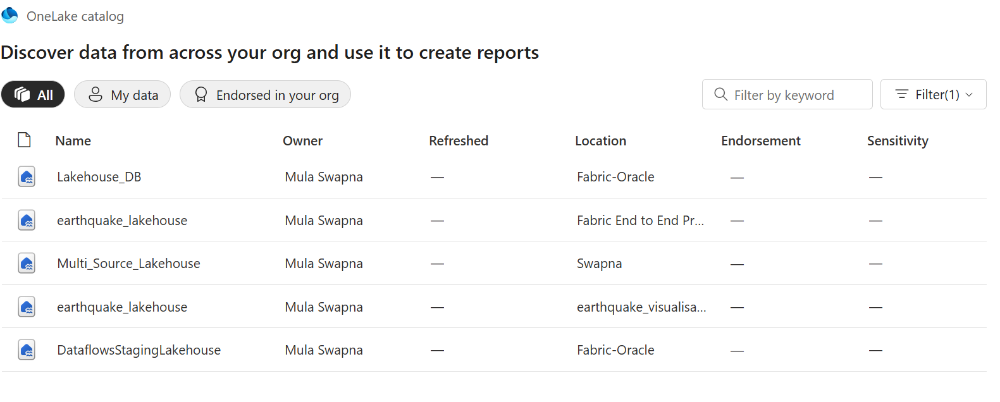 OneLake catalog
Discover data from across your org and use it to create reports
All My data Endorsed in your org Filter by keyword Filter(1)
Name Owner Refreshed Location Endorsement Sensitivity
Lakehouse_DB Mula Swapna — Fabric-Oracle — —
earthquake_lakehouse Mula Swapna — Fabric End to End Pr... — —
Multi_Source_Lakehouse Mula Swapna — Swapna — —
earthquake_lakehouse Mula Swapna — earthquake_visualisa... — —
DataflowsStagingLakehouse Mula Swapna — Fabric-Oracle — —